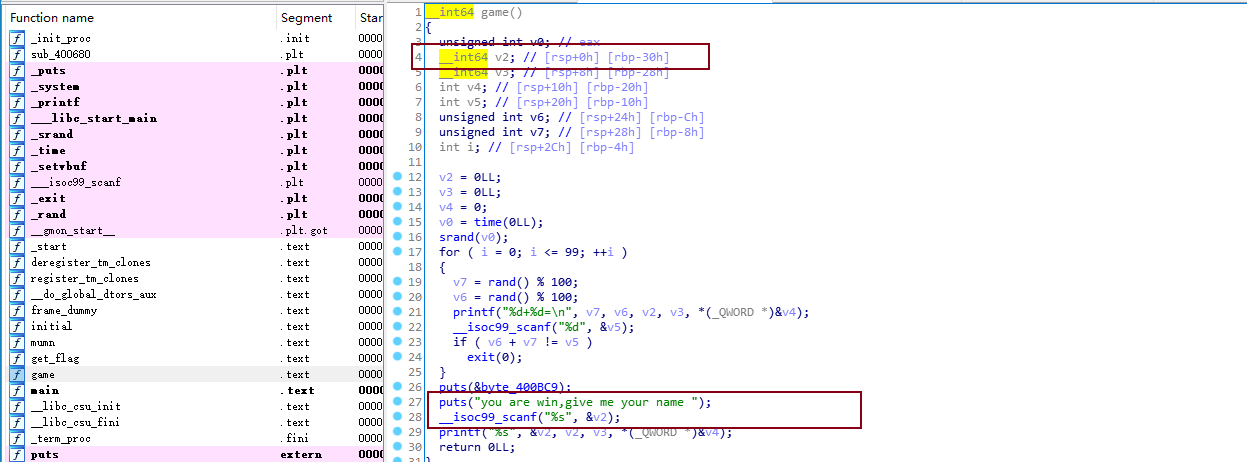 Function name Segment Star
f _init_proc .init 0000
f sub_400680 .plt 0000
f _puts .plt 0000
f _system .plt 0000
f _printf .plt 0000
f ___libc_start_main .plt 0000
f _srand .plt 0000
f _time .plt 0000
f _setvbuf .plt 0000
f ___isoc99_scanf .plt 0000
f _exit .plt 0000
f _rand .plt 0000
f __gmon_start__ .plt.got 0000
f _start .text 0000
f deregister_tm_clones .text 0000
f register_tm_clones .text 0000
f __do_global_dtors_aux .text 0000
f frame_dummy .text 0000
f initial .text 0000
f mumn .text 0000
f get_flag .text 0000
f game .text 0000
f main .text 0000
f __libc_csu_init .text 0000
f __libc_csu_fini .text 0000
f _term_proc .fini 0000
f puts extern 0000
1 __int64 game()
2 {
3 unsigned int v0; // eax
4 __int64 v2; // [rsp+0h] [rbp-30h]
5 __int64 v3; // [rsp+8h] [rbp-28h]
6 int v4; // [rsp+10h] [rbp-20h]
7 int v5; // [rsp+20h] [rbp-10h]
8 unsigned int v6; // [rsp+24h] [rbp-Ch]
9 unsigned int v7; // [rsp+28h] [rbp-8h]
10 int i; // [rsp+2Ch] [rbp-4h]
11
12 v2 = 0LL;
13 v3 = 0LL;
14 v4 = 0;
15 v0 = time(0LL);
16 srand(v0);
17 for ( i = 0; i <= 99; ++i )
18 {
19 v7 = rand() % 100;
20 v6 = rand() % 100;
21 printf("%d+%d=\n", v7, v6, v2, v3, *(_QWORD *)&v4);
22 __isoc99_scanf("%d", &v5);
23 if ( v6 + v7 != v5 )
24 exit(0);
25 }
26 puts(&byte_400BC9);
27 puts("you are win,give me your name ");
28 __isoc99_scanf("%s", &v2);
29 printf("%s", &v2, v2, v3, *(_QWORD *)&v4);
30 return 0LL;
31 }